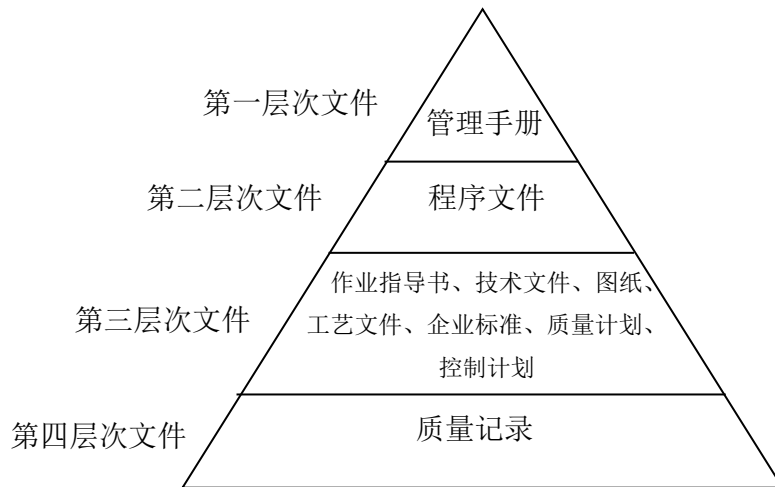 第一层次文件
管理手册
第二层次文件
程序文件
作业指导书、技术文件、图纸、
第三层次文件
工艺文件、企业标准、质量计划、
控制计划
第四层次文件
质量记录